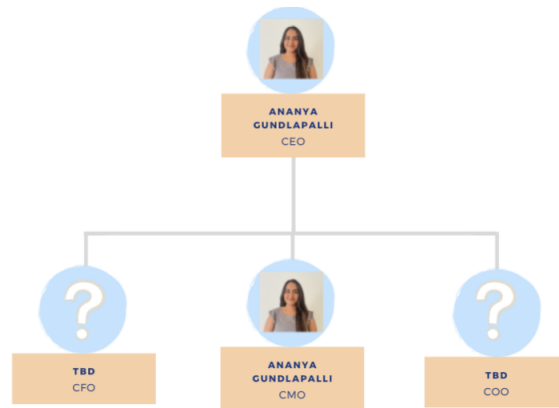 ANANYA
GUNDLAPALLI
CEO
?
?
TBD
CFO
ANANYA
GUNDLAPALLI
CMO
TBD
COO